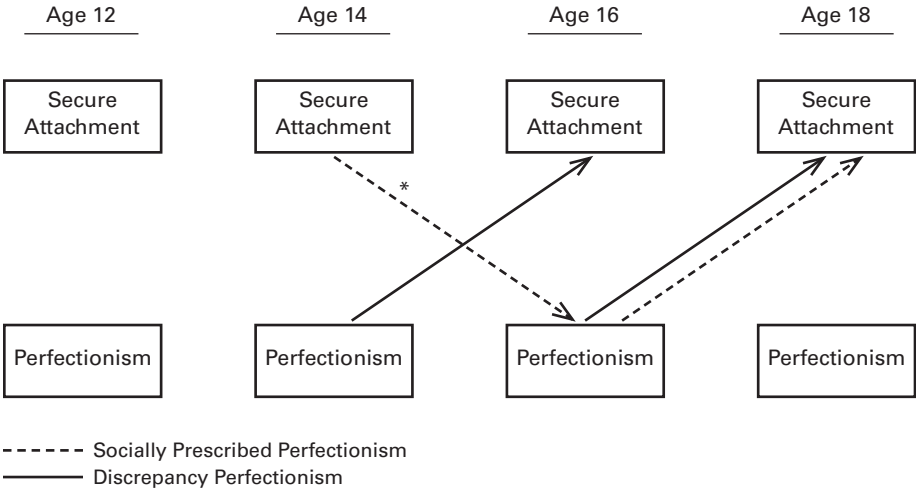 Age 12 Age 14 Age 16 Age 18
Secure Secure Secure Secure
Attachment Attachment Attachment Attachment
*
Perfectionism Perfectionism Perfectionism Perfectionism
Socially Prescribed Perfectionism
Discrepancy Perfectionism